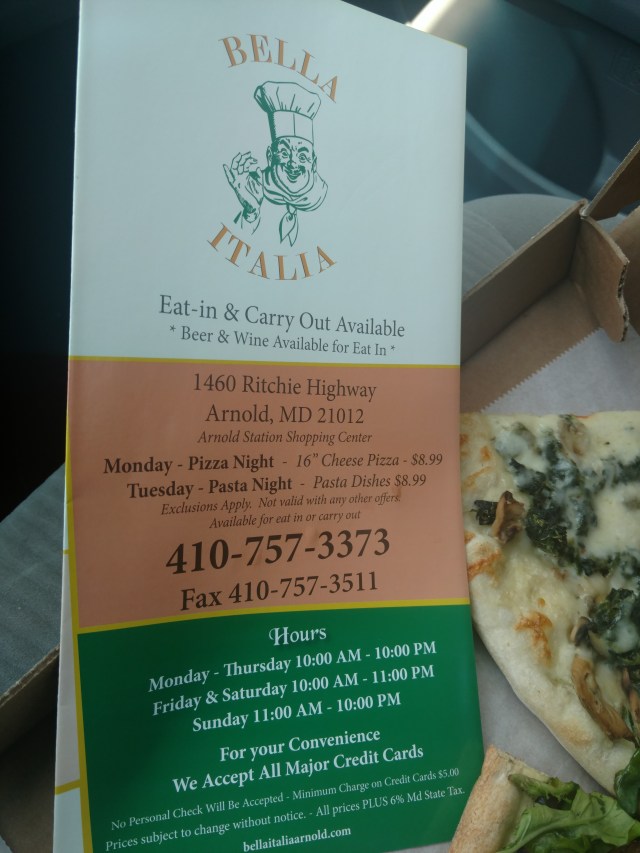 BELLA
ITALIA
Eat-in & Carry Out Available
* Beer & Wine Available for Eat In *
1460 Ritchie Highway
Arnold, MD 21012
Arnold Station Shopping Center
Monday - Pizza Night - 16" Cheese Pizza - $8.99
Tuesday - Pasta Night - Pasta Dishes $8.99
Exclusions Apply. Not valid with any other offers.
Available for eat in or carry out
410-757-3373
Fax 410-757-3511
Hours
Monday - Thursday 10:00 AM - 10:00 PM
Friday & Saturday 10:00 AM - 11:00 PM
Sunday 11:00 AM - 10:00 PM
For your Convenience
We Accept All Major Credit Cards
No Personal Check Will Be Accepted - Minimum Charge on Credit Cards $5.00
Prices subject to change without notice. - All prices PLUS 6% Md State Tax.
bellaitaliaarnold.com